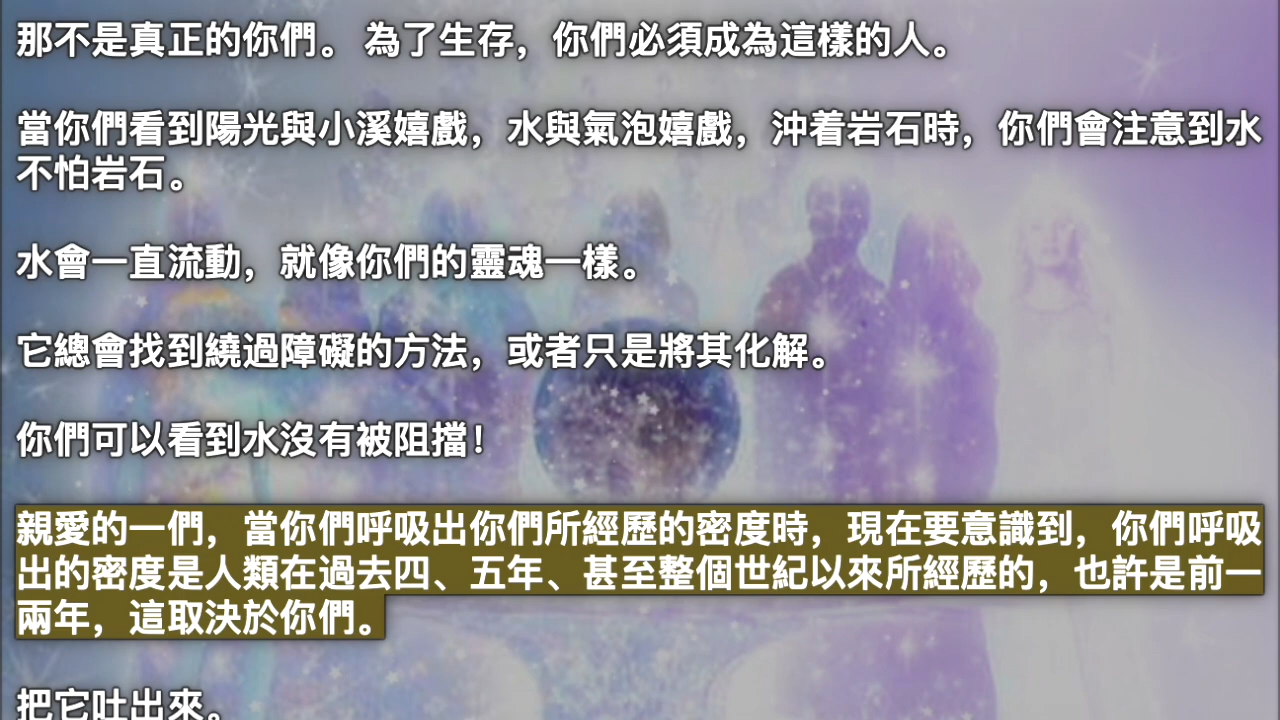 那不是真正的你們。 為了生存，你們必須成為這樣的人。
當你們看到陽光與小溪嬉戲，水與氣泡嬉戲，沖着岩石時，你們會注意到水
不怕岩石。
水會一直流動，就像你們的靈魂一樣。
它總會找到繞過障礙的方法，或者只是將其化解。
你們可以看到水沒有被阻擋！
親愛的一們，當你們呼吸出你們所經歷的密度時，現在要意識到，你們呼吸
出的密度是人類在過去四、五年、甚至整個世紀以來所經歷的，也許是前一
兩年，這取決於你們。
把它吐出來。